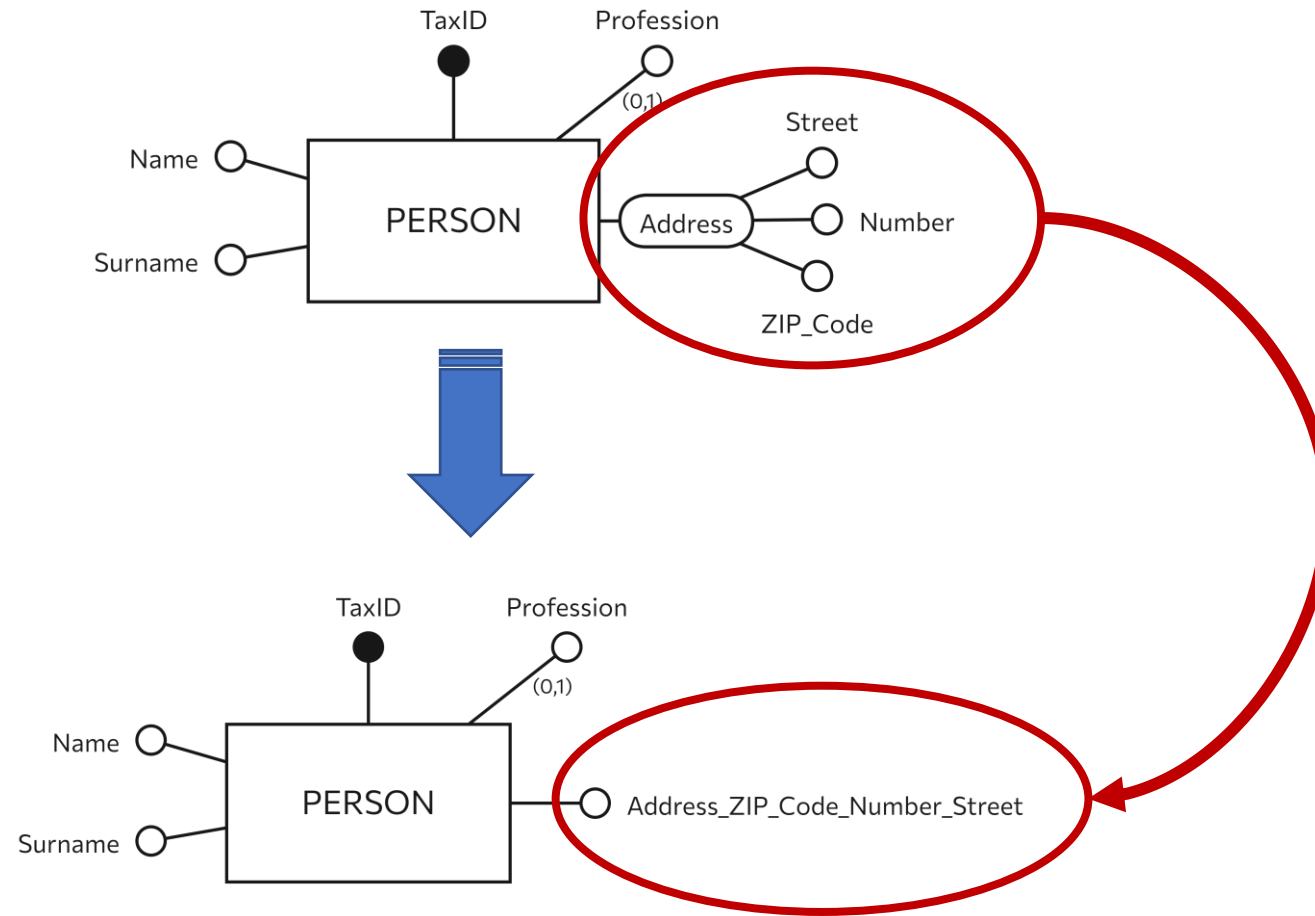 TaxID
Profession
(0,1)
Street
Name
Address
Number
PERSON
Surname
ZIP_Code
TaxID
Profession
(0,1)
Name
PERSON
Address_ZIP_Code_Number_Street
Surname